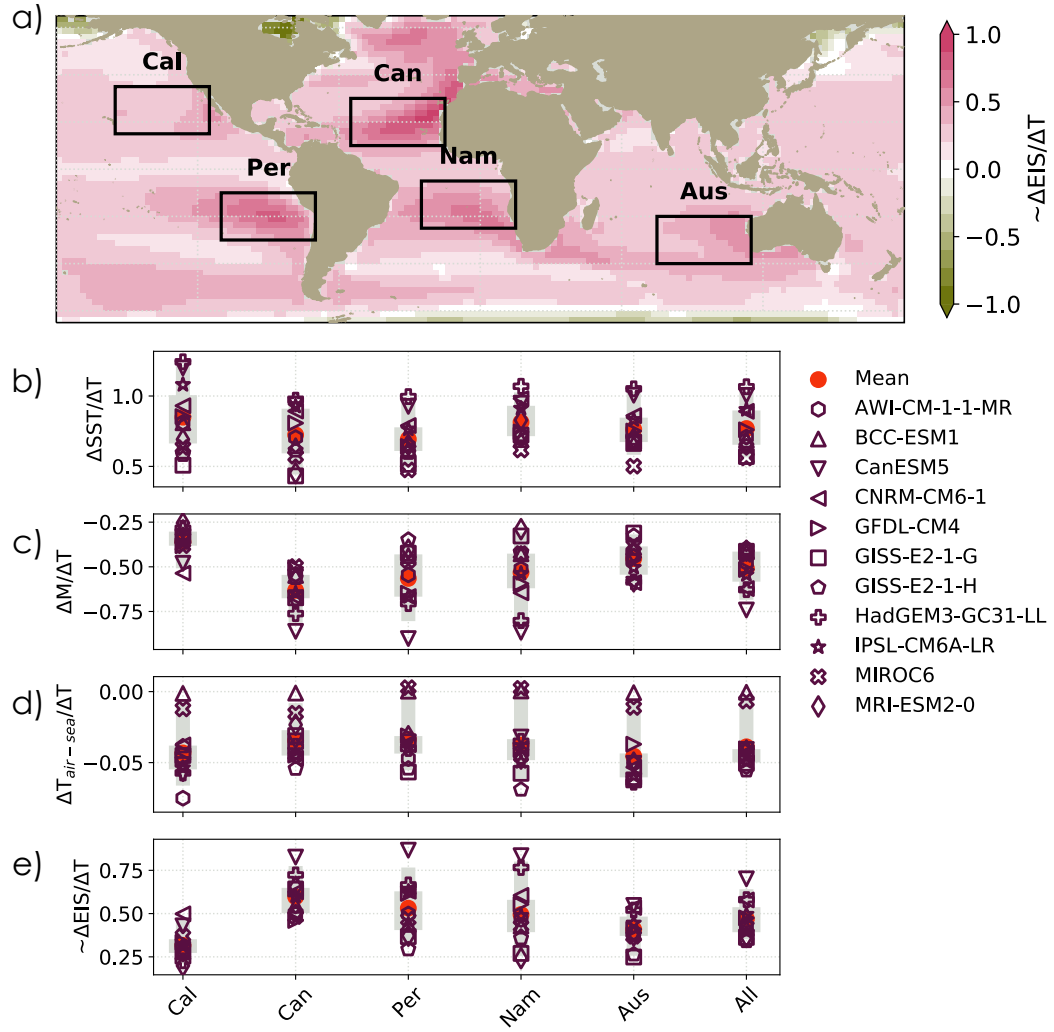 a)
Cal
Can
Per
Nam
Aus
1.0
0.5
0.0
−0.5
−1.0
~ΔEIS/ΔT
b)
ΔSST/ΔT
1.0
0.5
c)
ΔM/ΔT
−0.25
−0.50
−0.75
d)
ΔT_air−sea/ΔT
0.00
−0.05
e)
~ΔEIS/ΔT
0.75
0.50
0.25
Cal
Can
Per
Nam
Aus
All
Mean
AWI-CM-1-1-MR
BCC-ESM1
CanESM5
CNRM-CM6-1
GFDL-CM4
GISS-E2-1-G
GISS-E2-1-H
HadGEM3-GC31-LL
IPSL-CM6A-LR
MIROC6
MRI-ESM2-0